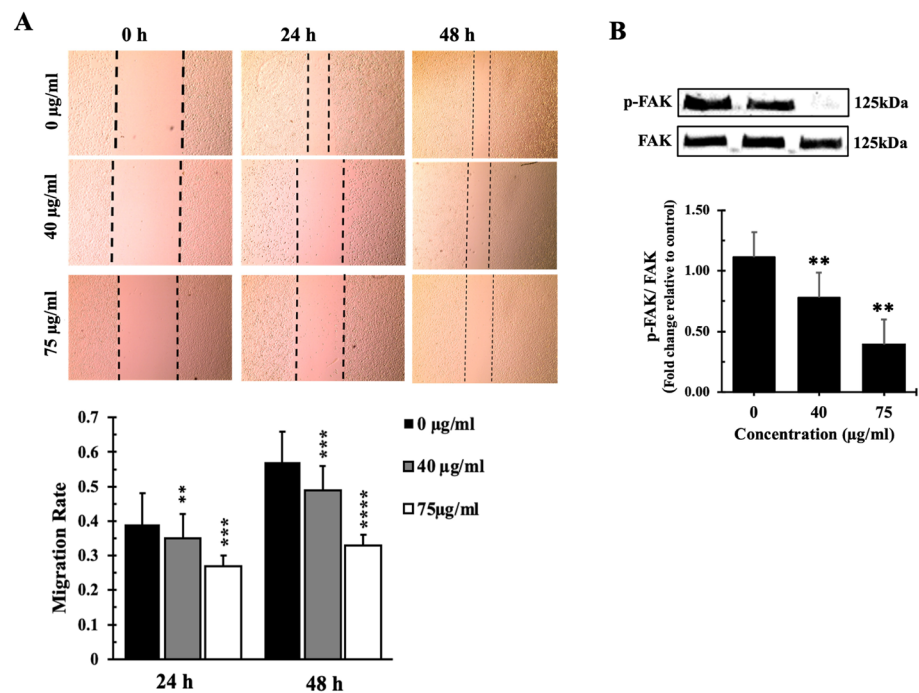 A
0 h 24 h 48 h
0 µg/ml
40 µg/ml
75 µg/ml
Migration Rate
0.7
0.6
0.5
0.4
0.3
0.2
0.1
0
** *** *** ****
24 h 48 h
0 µg/ml
40 µg/ml
75µg/ml
B
p-FAK 125kDa
FAK 125kDa
p-FAK/ FAK
(Fold change relative to control)
1.50
1.00
0.50
0.00
** **
0 40 75
Concentration (µg/ml)